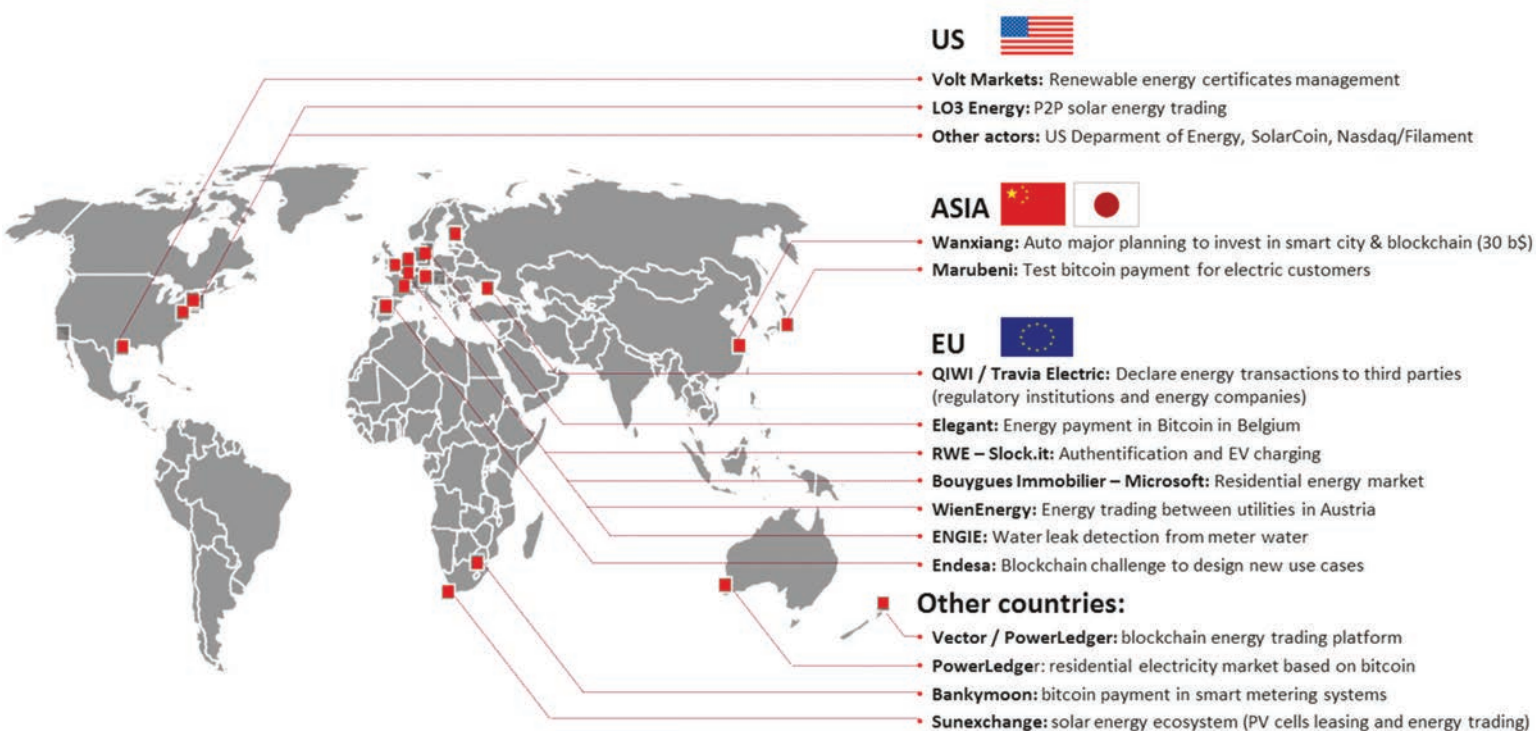 US
Volt Markets: Renewable energy certificates management
LO3 Energy: P2P solar energy trading
Other actors: US Deparment of Energy, SolarCoin, Nasdaq/Filament
ASIA
Wanxiang: Auto major planning to invest in smart city & blockchain (30 b$)
Marubeni: Test bitcoin payment for electric customers
EU
QIWI / Travia Electric: Declare energy transactions to third parties
(regulatory institutions and energy companies)
Elegant: Energy payment in Bitcoin in Belgium
RWE – Slock.it: Authentification and EV charging
Bouygues Immobilier – Microsoft: Residential energy market
WienEnergy: Energy trading between utilities in Austria
ENGIE: Water leak detection from meter water
Endesa: Blockchain challenge to design new use cases
Other countries:
Vector / PowerLedger: blockchain energy trading platform
PowerLedger: residential electricity market based on bitcoin
Bankymoon: bitcoin payment in smart metering systems
Sunexchange: solar energy ecosystem (PV cells leasing and energy trading)